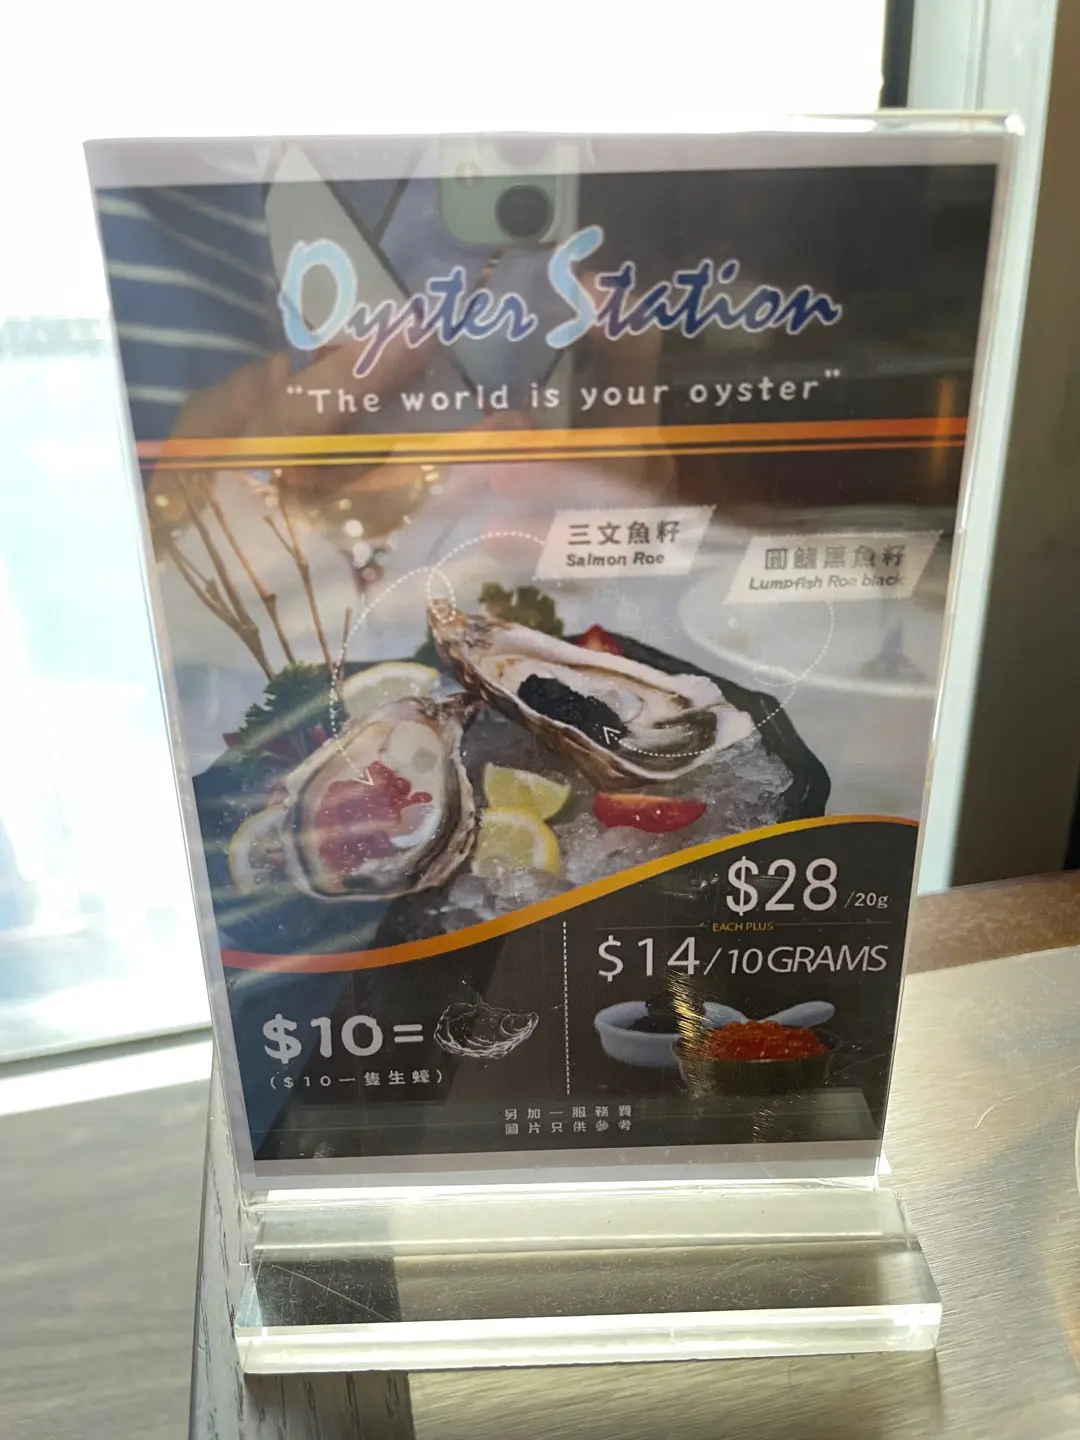 Oyster Station
"The world is your oyster"
三文魚籽
Salmon Roe
圓鰭黑魚籽
Lumpfish Roe black
$28 /20g
EACH PLUS
$14/10 GRAMS
$10=
($10一隻生蠔)
另加一服務費
圖片只供參考